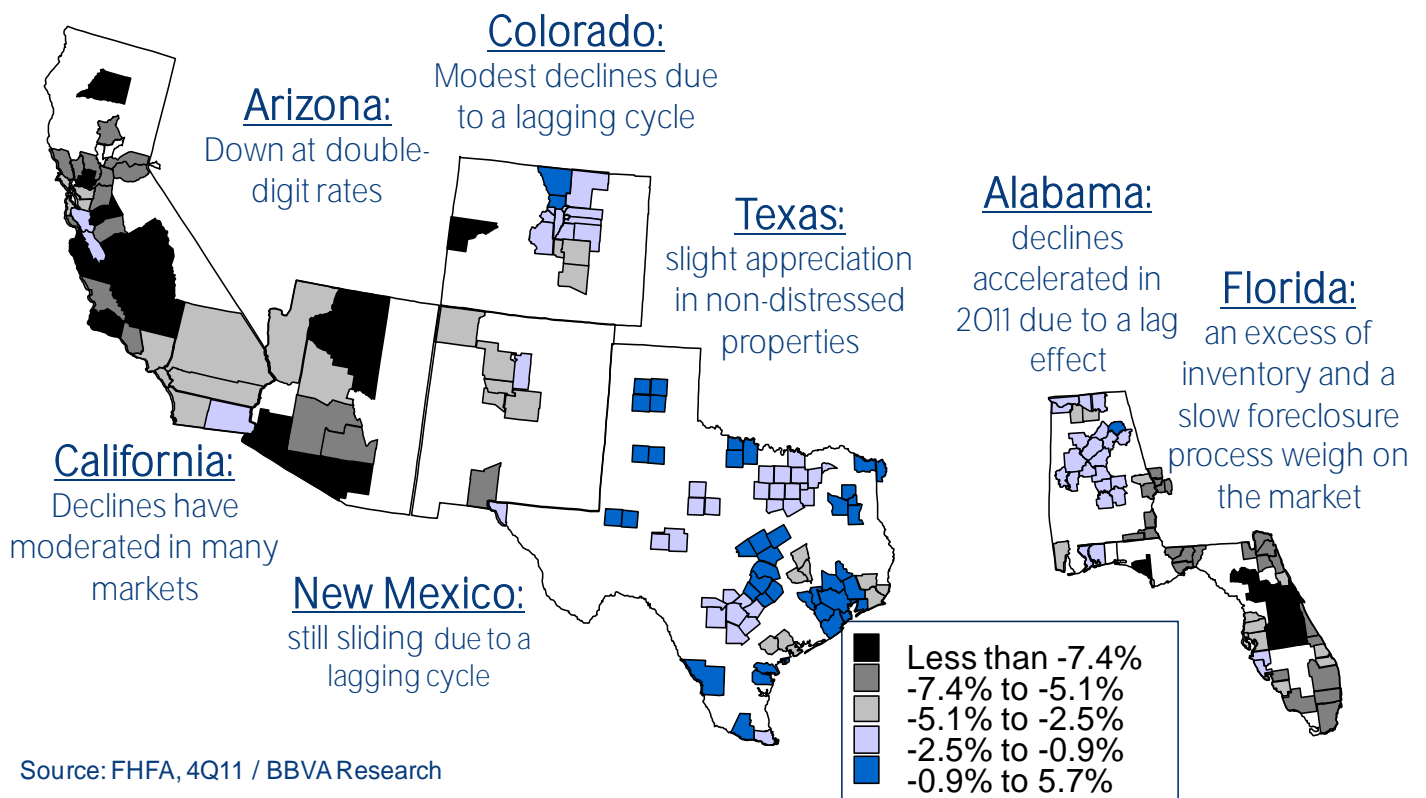 Colorado:
Modest declines due
to a lagging cycle
Arizona:
Down at double-
digit rates
Texas:
slight appreciation
in non-distressed
properties
Alabama:
declines
accelerated in
2011 due to a lag
effect
Florida:
an excess of
inventory and a
slow foreclosure
process weigh on
the market
California:
Declines have
moderated in many
markets
New Mexico:
still sliding due to a
lagging cycle
Less than -7.4%
-7.4% to -5.1%
-5.1% to -2.5%
-2.5% to -0.9%
-0.9% to 5.7%
Source: FHFA, 4Q11 / BBVA Research